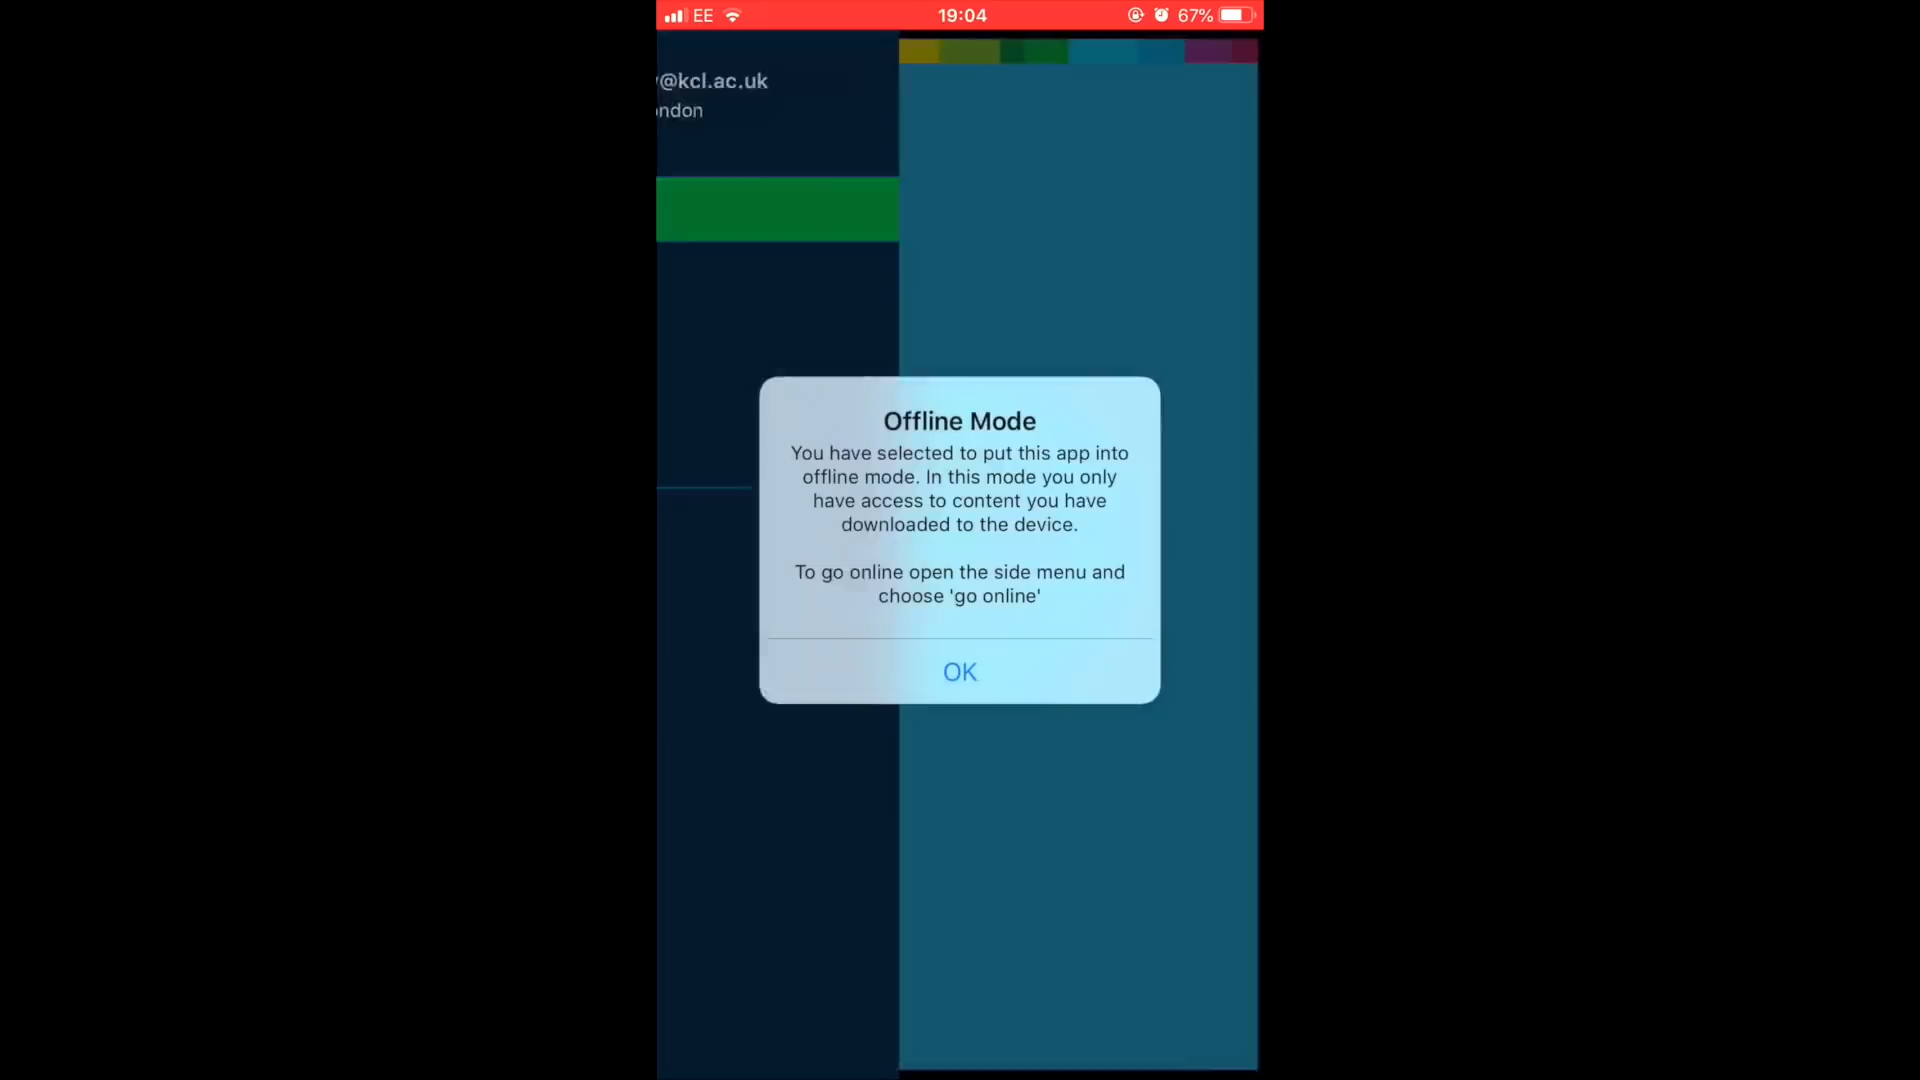 EE 19:04 67%
@kcl.ac.uk
ondon
Offline Mode
You have selected to put this app into
offline mode. In this mode you only
have access to content you have
downloaded to the device.
To go online open the side menu and
choose 'go online'
OK